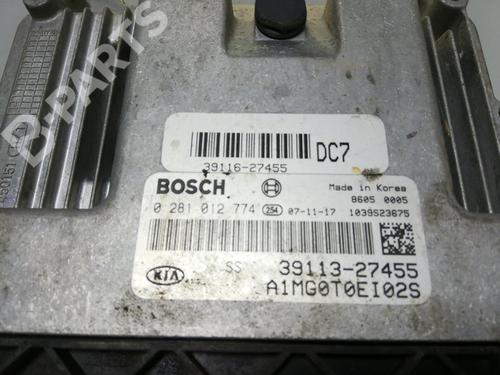 B-PARTS
39116-27455
DC7
BOSCH
Made in Korea
8605 0005
0 281 012 774 254 07-11-17 1039S23675
KIA
SS
39113-27455
A1MG0T0EI02S